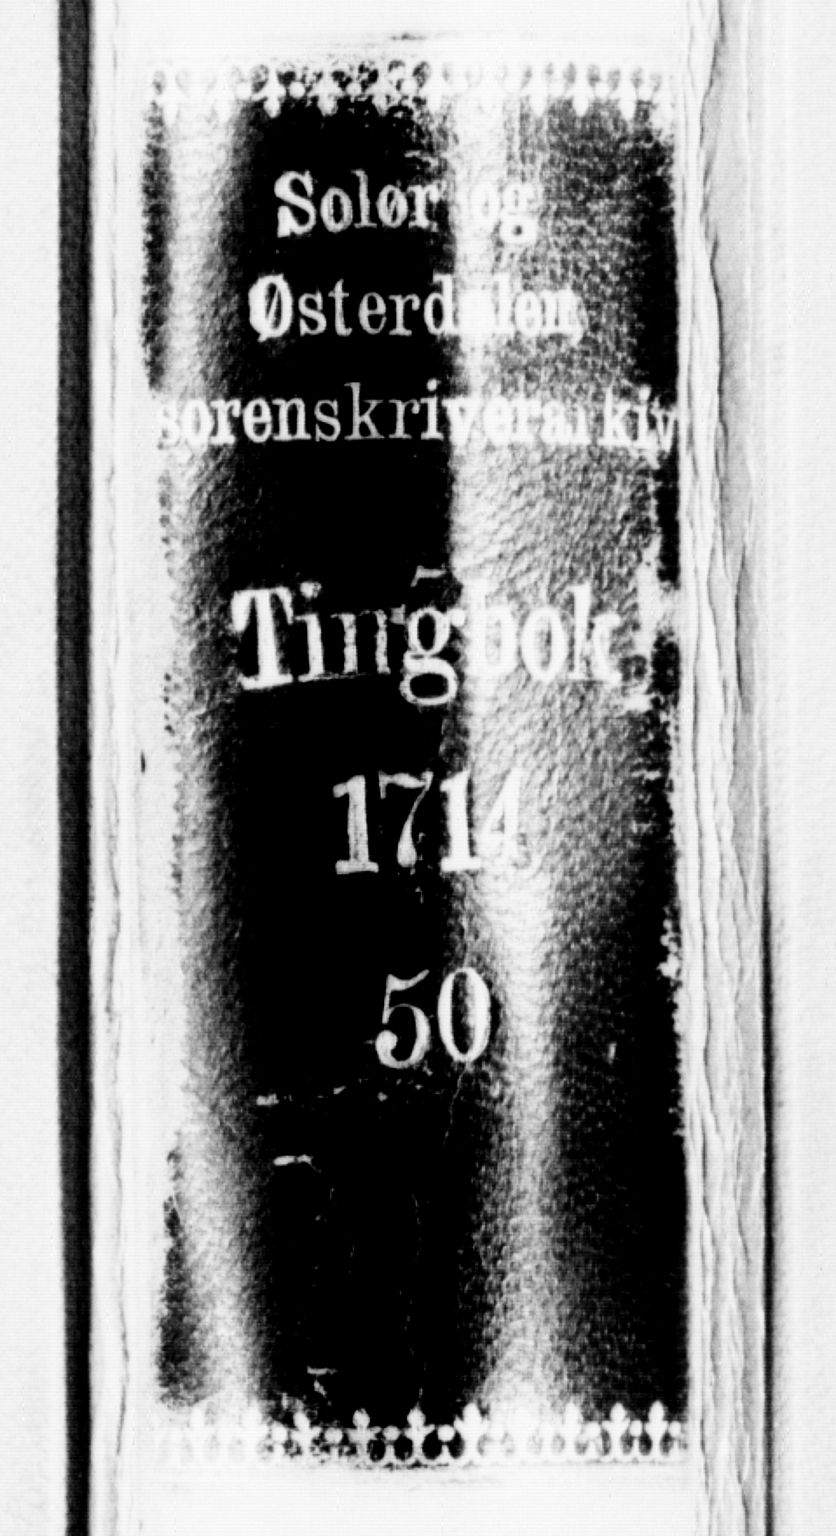 Solør og
Østerdalen
sorenskriverarkiv
Tingbok
1714
50